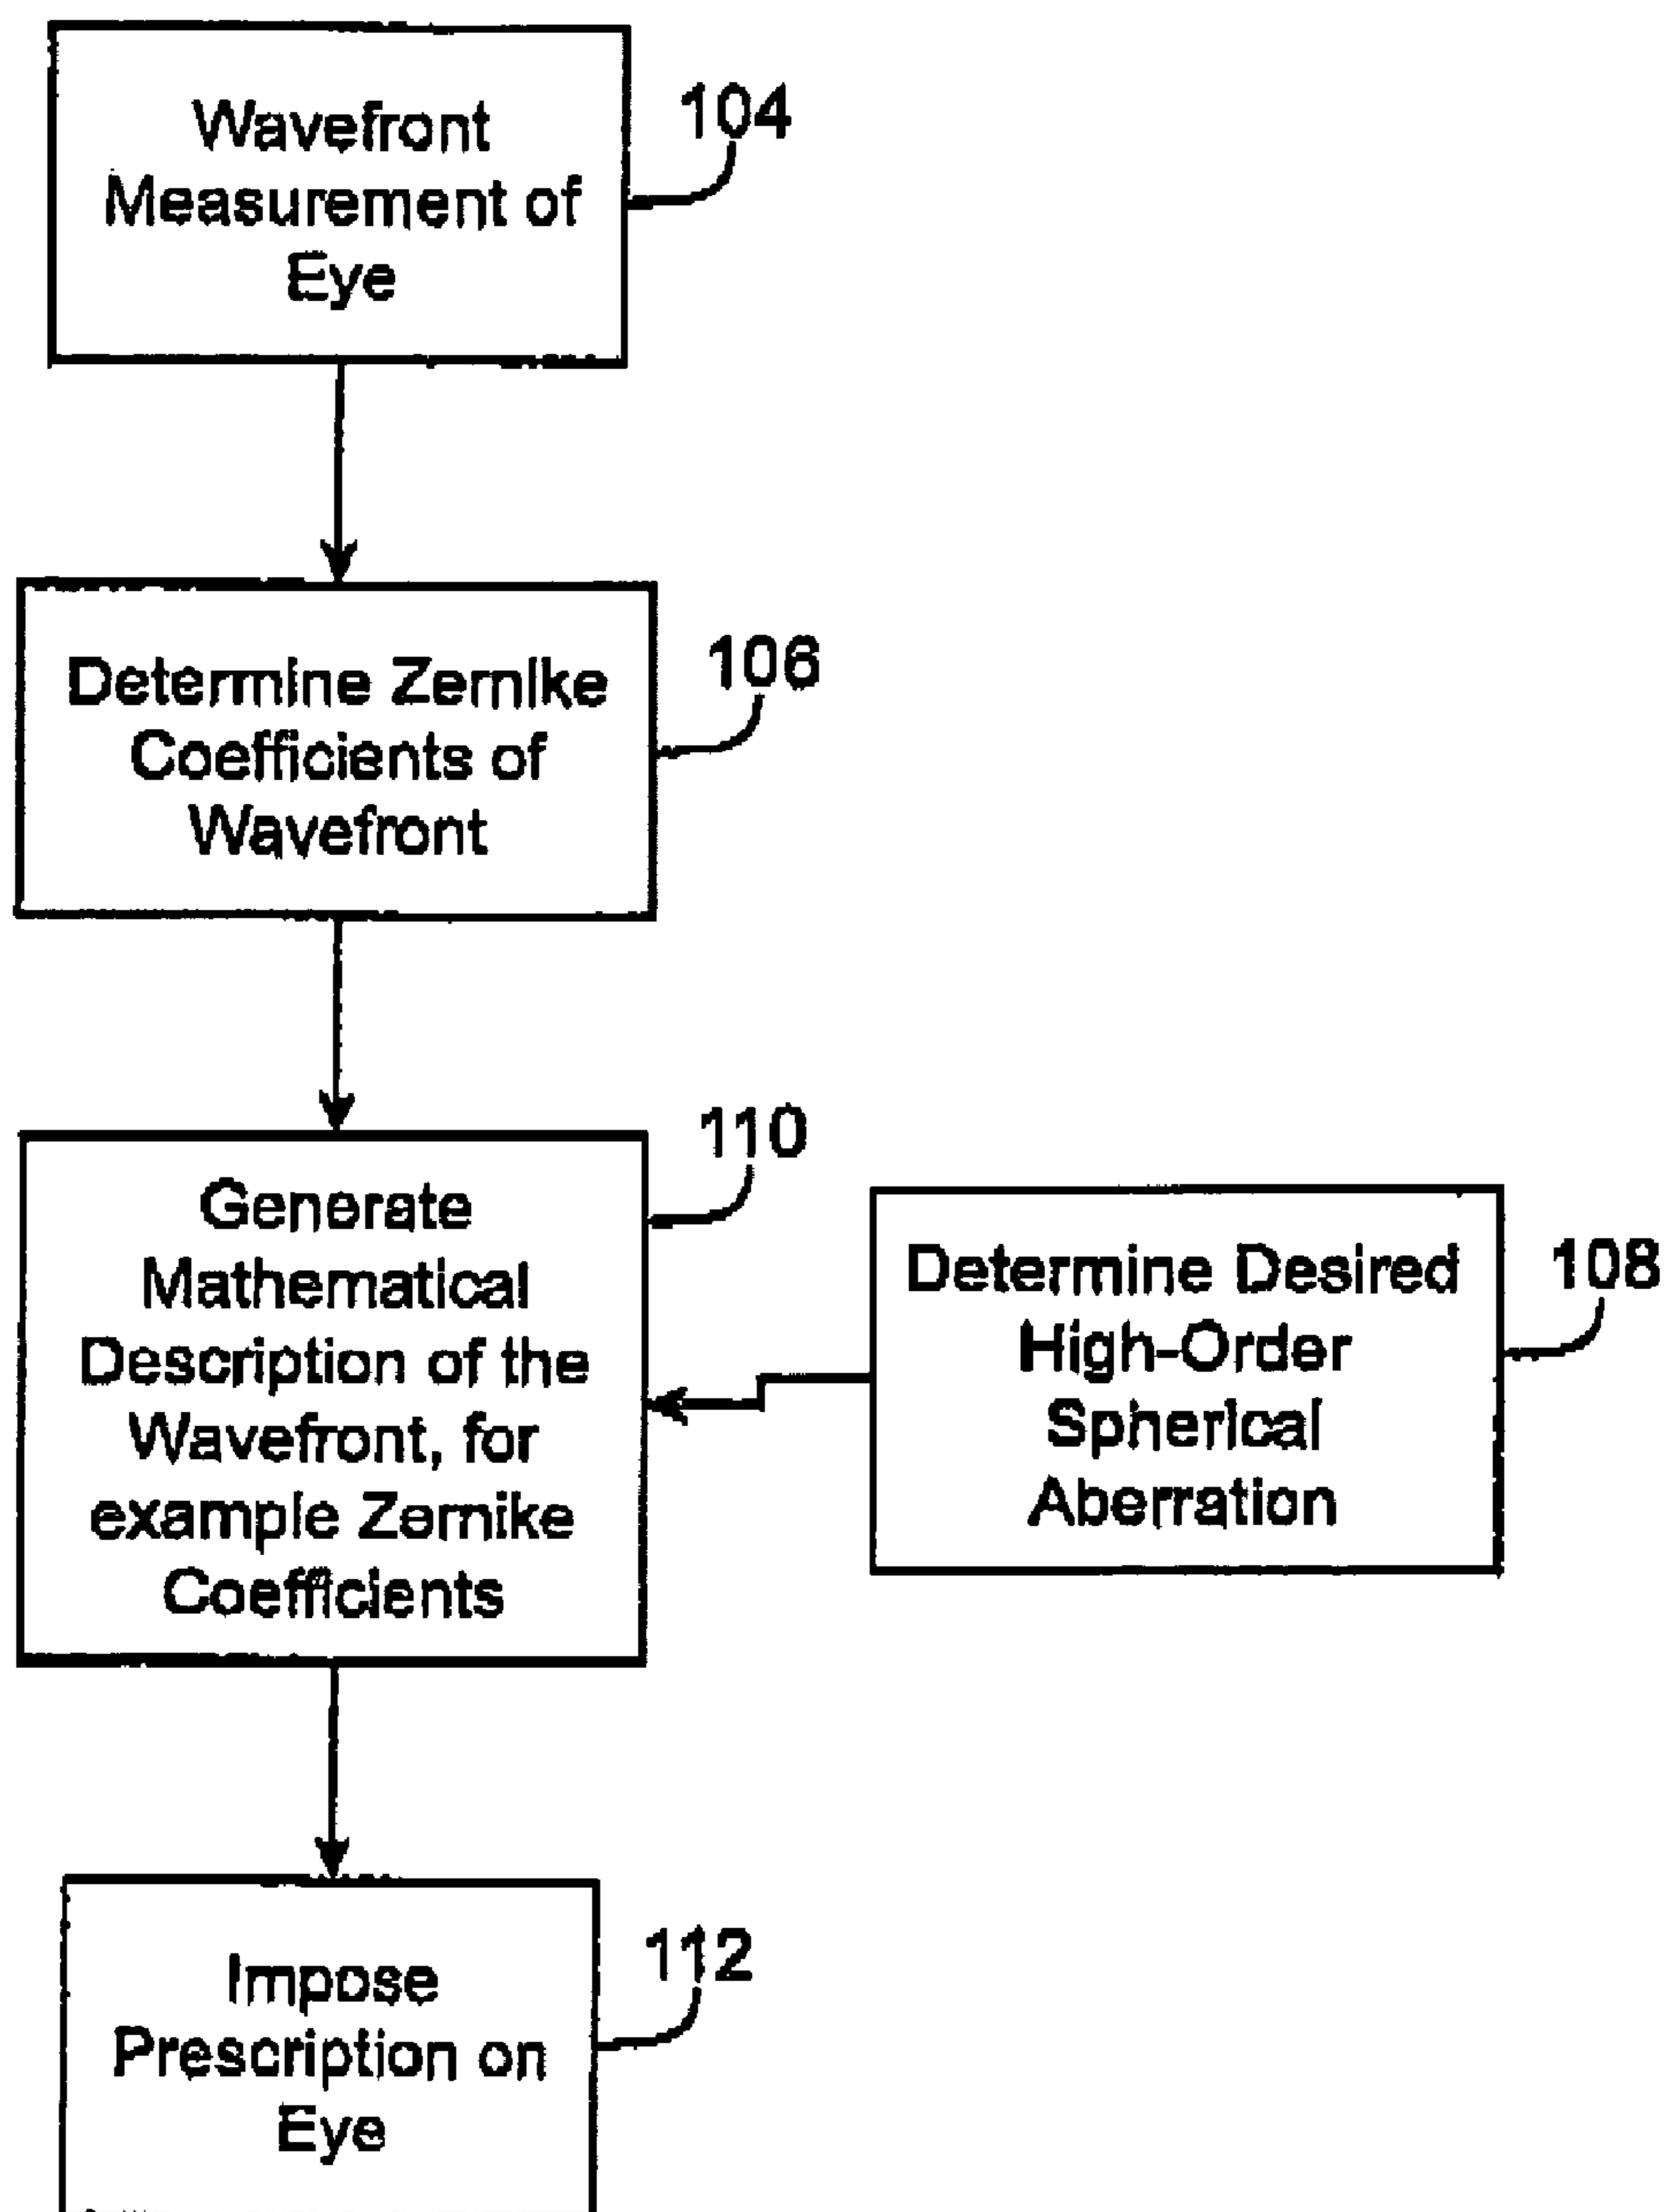 Wavefront
Measurement of
Eye
104
Determine Zernike
Coefficients of
Wavefront
106
Generate
Mathematical
Description of the
Wavefront, for
example Zernike
Coefficients
110
Determine Desired
High-Order
Spherical
Aberration
108
Impose
Prescription on
Eye
112